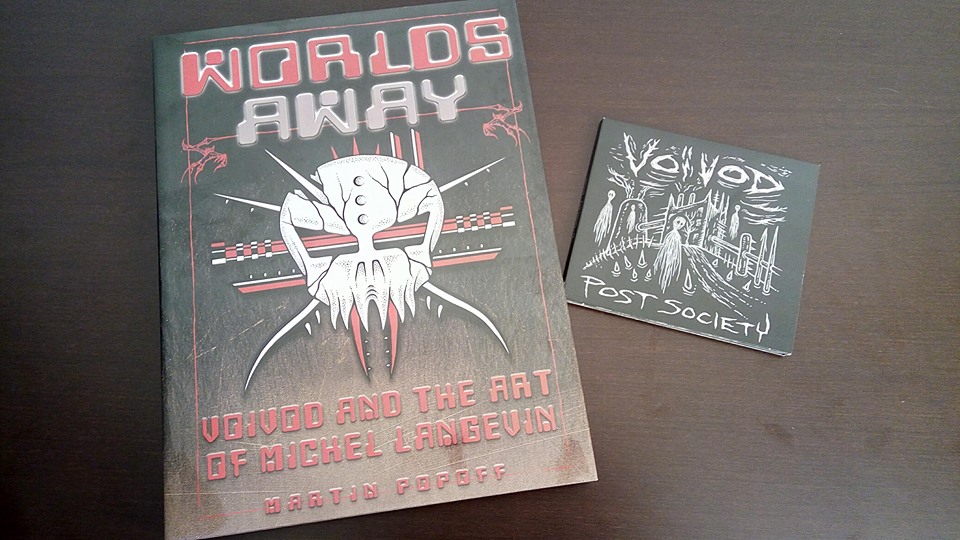 WORLDS
AWAY
VOIVOD AND THE ART
OF MICHEL LANGEVIN
MARTIN POPOFF
VOIVOD
POST SOCIETY